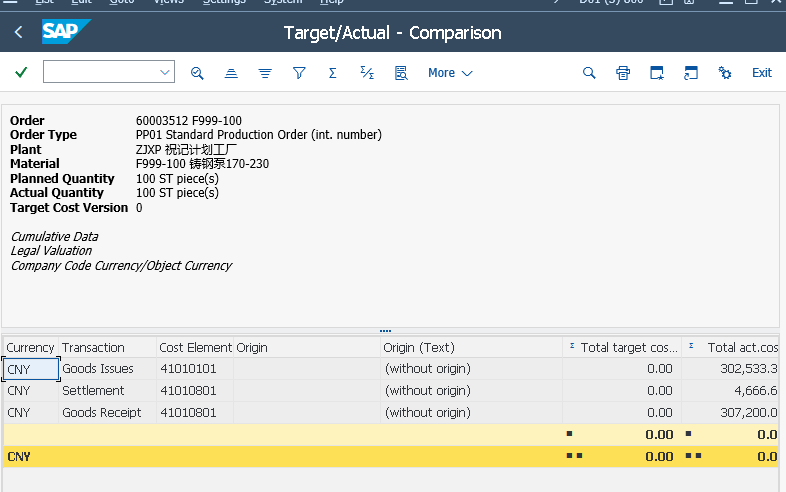 List Edit Goto Views Settings System Help D01 (3) 800
SAP Target/Actual - Comparison
More Exit
Order 60003512 F999-100
Order Type PP01 Standard Production Order (int. number)
Plant ZJXP 祝记计划工厂
Material F999-100 铸钢泵170-230
Planned Quantity 100 ST piece(s)
Actual Quantity 100 ST piece(s)
Target Cost Version 0
Cumulative Data
Legal Valuation
Company Code Currency/Object Currency
Currency Transaction Cost Element Origin Origin (Text) Σ Total target cos... Σ Total act.cos
CNY Goods Issues 41010101 (without origin) 0.00 302,533.3
CNY Settlement 41010801 (without origin) 0.00 4,666.6
CNY Goods Receipt 41010801 (without origin) 0.00 307,200.0
▪ 0.00 ▪ 0.0
CNY ▪▪ 0.00 ▪▪ 0.0